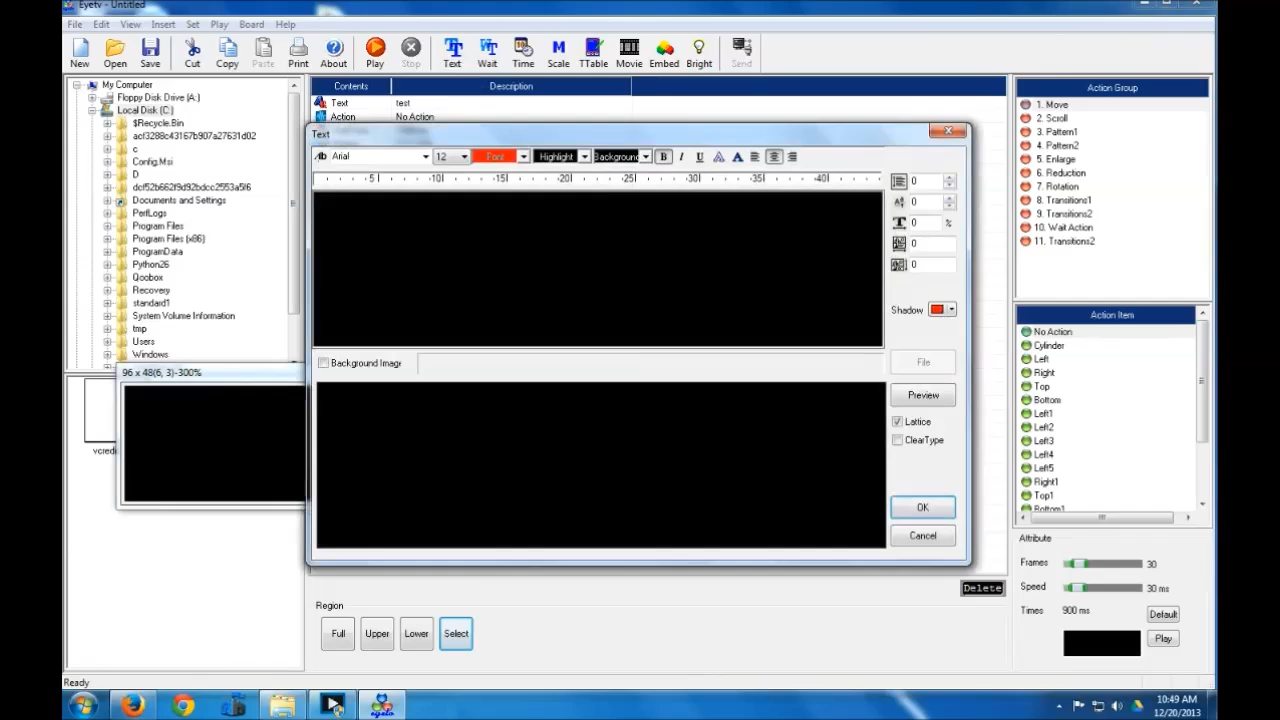 Eyetv - Untitled
File Edit View Insert Set Play Board Help
New Open Save Cut Copy Paste Print About Play Stop Text Wait Time Scale TTable Movie Embed Bright Send
My Computer
Floppy Disk Drive (A:)
Local Disk (C:)
$Recycle.Bin
acf3288c43167b907a27631d02
c
Config.Msi
D
dcf52b662f9d92bdcc2553a5f6
Documents and Settings
PerfLogs
Program Files
Program Files (x86)
ProgramData
Python26
Qoobox
Recovery
standard1
System Volume Information
tmp
Users
Windows
96 x 48(6, 3)-300%
Contents Description
Text test
Action No Action
Text
Arial 12 Font Highlight Background B I U A A
5 10 15 20 25 30 35 40
0
0
0 %
0
0
Shadow
Background Image
File
Preview
Lattice
ClearType
OK
Cancel
Delete
Region
Full Upper Lower Select
Action Group
1. Move
2. Scroll
3. Pattern1
4. Pattern2
5. Enlarge
6. Reduction
7. Rotation
8. Transitions1
9. Transitions2
10. Wait Action
11. Transitions2
Action Item
No Action
Cylinder
Left
Right
Top
Bottom
Left1
Left2
Left3
Left4
Left5
Right1
Top1
Bottom1
Attribute
Frames 30
Speed 30 ms
Times 900 ms Default
Play
Ready
10:49 AM
12/20/2013